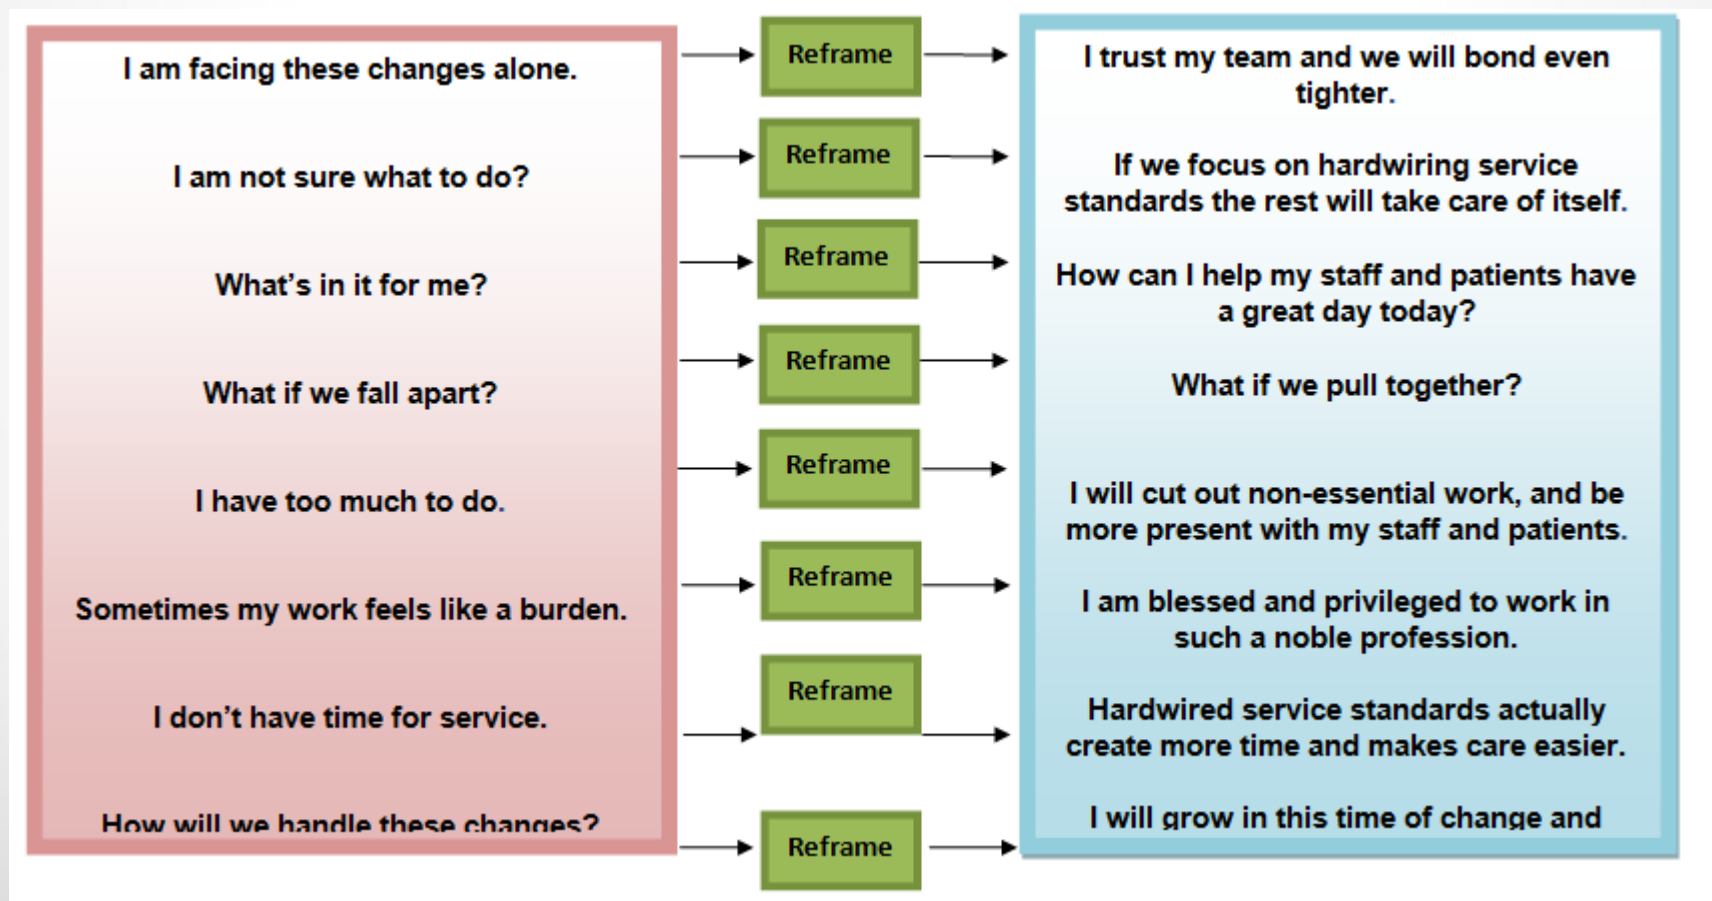 I am facing these changes alone.
I am not sure what to do?
What’s in it for me?
What if we fall apart?
I have too much to do.
Sometimes my work feels like a burden.
I don’t have time for service.
How will we handle these changes?
Reframe
Reframe
Reframe
Reframe
Reframe
Reframe
Reframe
Reframe
I trust my team and we will bond even
tighter.
If we focus on hardwiring service
standards the rest will take care of itself.
How can I help my staff and patients have
a great day today?
What if we pull together?
I will cut out non-essential work, and be
more present with my staff and patients.
I am blessed and privileged to work in
such a noble profession.
Hardwired service standards actually
create more time and makes care easier.
I will grow in this time of change and